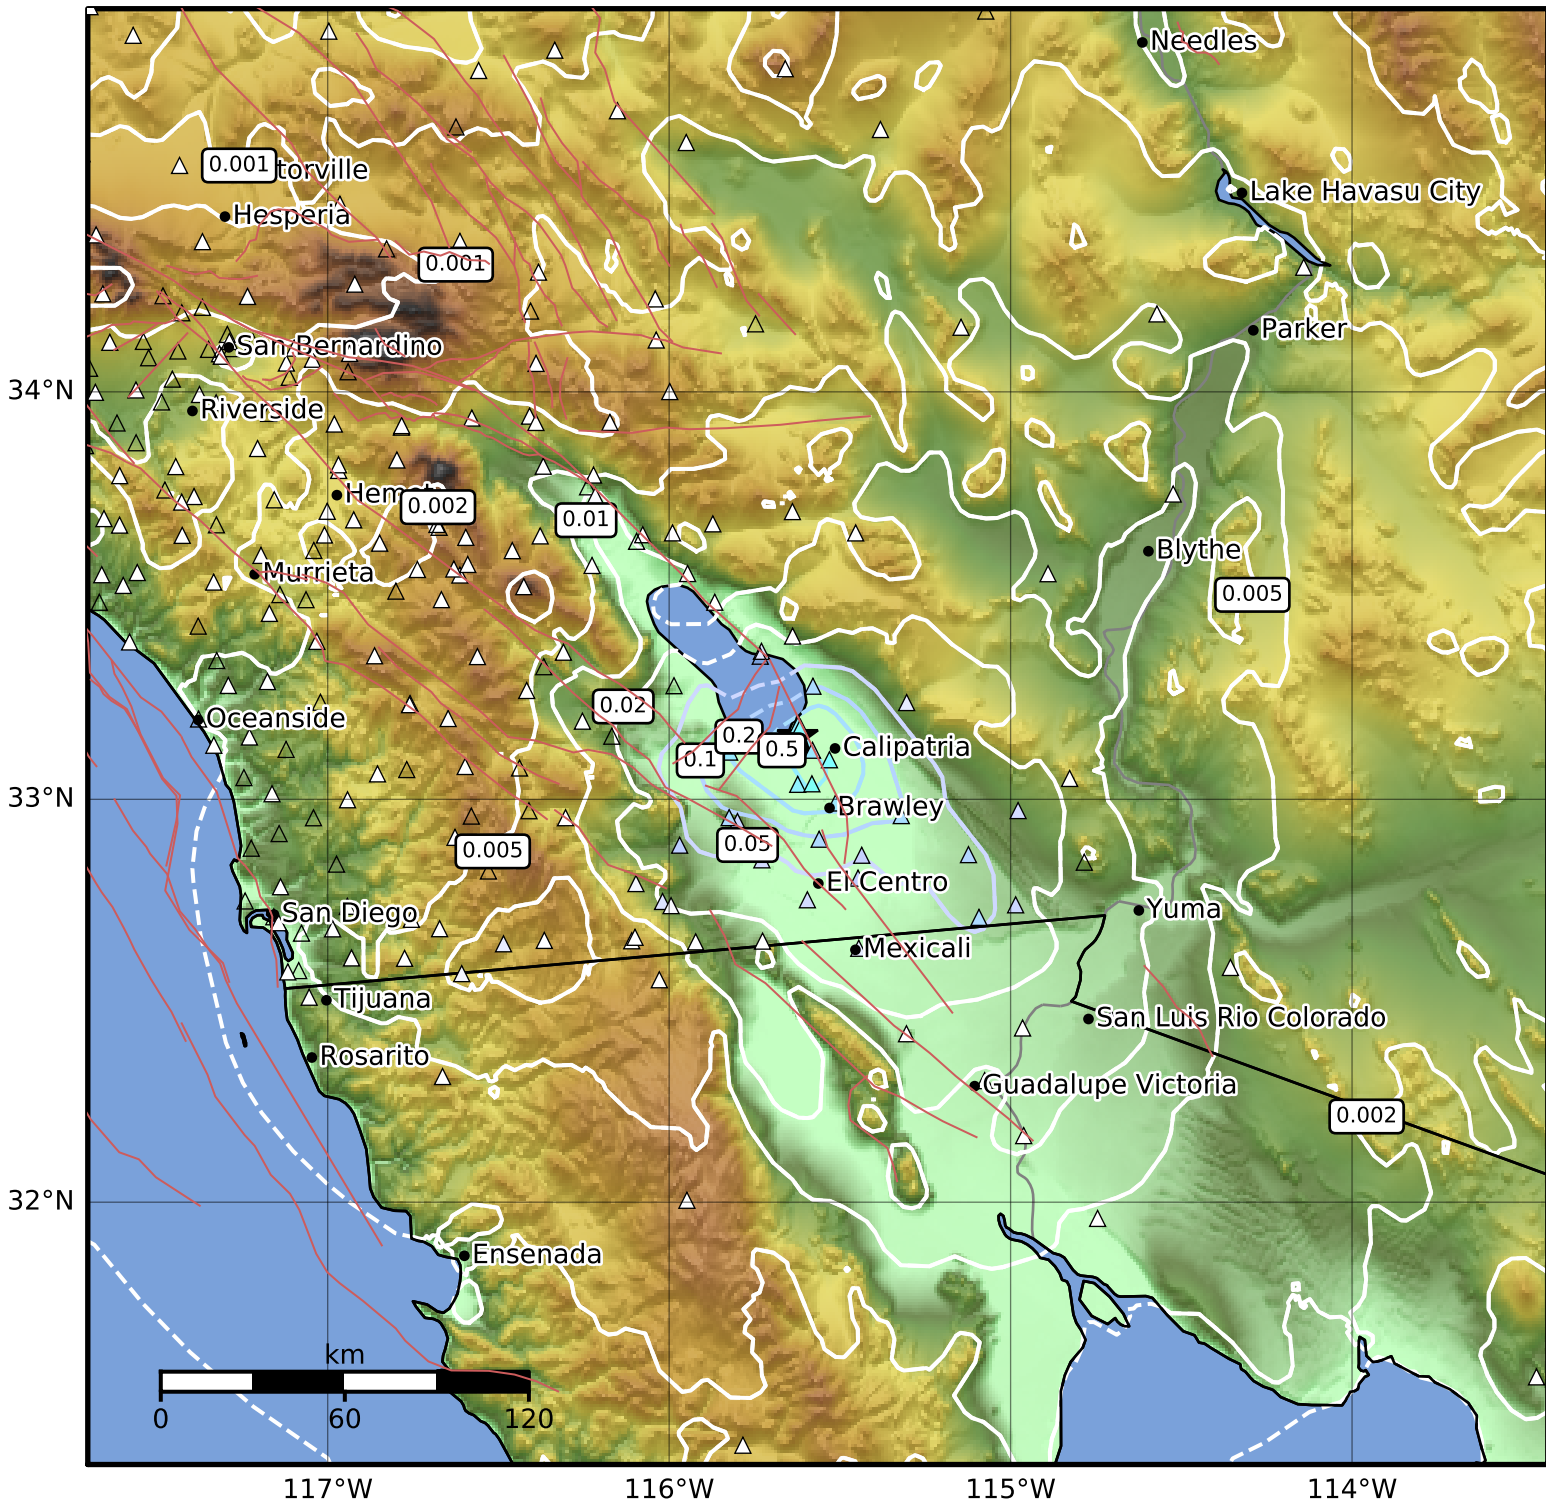 Needles
0.001
torville
Lake Havasu City
Hesperia
0.001
Parker
San Bernardino
34°N
Riverside
Hemet
0.002
0.01
Blythe
Murrieta
0.005
0.02
Oceanside
0.2
0.5
Calipatria
0.1
33°N
Brawley
0.05
0.005
El Centro
San Diego
Yuma
Mexicali
Tijuana
San Luis Rio Colorado
Rosarito
Guadalupe Victoria
0.002
32°N
Ensenada
km
0 60 120
117°W 116°W 115°W 114°W